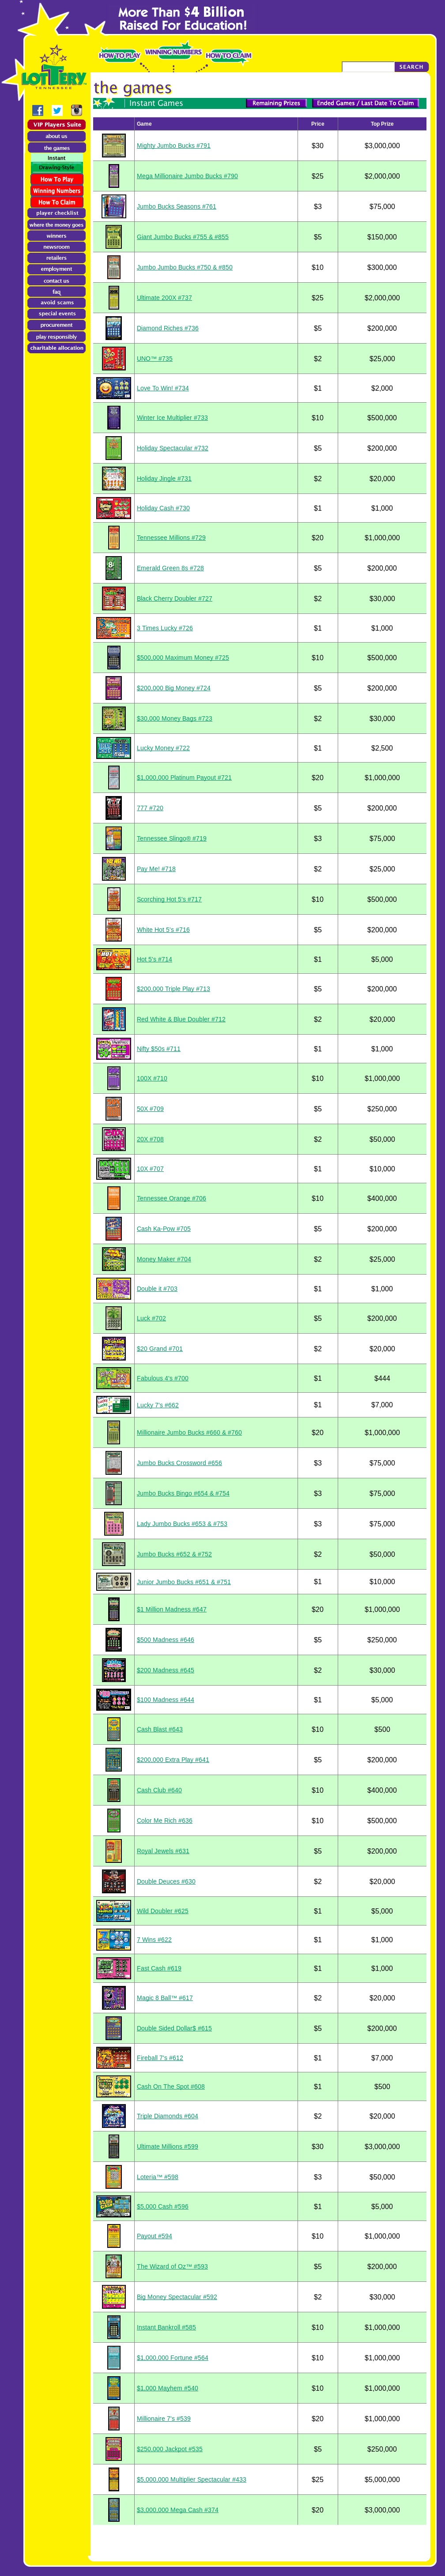 More Than $4 Billion
Raised For Education!
LOTTERY
TENNESSEE
HOW TO PLAY
WINNING NUMBERS
HOW TO CLAIM
SEARCH
VIP Players Suite
about us
the games
Instant
Drawing-Style
How To Play
Winning Numbers
How To Claim
player checklist
where the money goes
winners
newsroom
retailers
employment
contact us
faq
avoid scams
special events
procurement
play responsibly
charitable allocation
the games
Instant Games
Remaining Prizes
Ended Games / Last Date To Claim
Game Price Top Prize
Mighty Jumbo Bucks #791 $30 $3,000,000
Mega Millionaire Jumbo Bucks #790 $25 $2,000,000
Jumbo Bucks Seasons #761 $3 $75,000
Giant Jumbo Bucks #755 & #855 $5 $150,000
Jumbo Jumbo Bucks #750 & #850 $10 $300,000
Ultimate 200X #737 $25 $2,000,000
Diamond Riches #736 $5 $200,000
UNO™ #735 $2 $25,000
Love To Win! #734 $1 $2,000
Winter Ice Multiplier #733 $10 $500,000
Holiday Spectacular #732 $5 $200,000
Holiday Jingle #731 $2 $20,000
Holiday Cash #730 $1 $1,000
Tennessee Millions #729 $20 $1,000,000
Emerald Green 8s #728 $5 $200,000
Black Cherry Doubler #727 $2 $30,000
3 Times Lucky #726 $1 $1,000
$500,000 Maximum Money #725 $10 $500,000
$200,000 Big Money #724 $5 $200,000
$30,000 Money Bags #723 $2 $30,000
Lucky Money #722 $1 $2,500
$1,000,000 Platinum Payout #721 $20 $1,000,000
777 #720 $5 $200,000
Tennessee Slingo® #719 $3 $75,000
Pay Me! #718 $2 $25,000
Scorching Hot 5's #717 $10 $500,000
White Hot 5's #716 $5 $200,000
Hot 5's #714 $1 $5,000
$200,000 Triple Play #713 $5 $200,000
Red White & Blue Doubler #712 $2 $20,000
Nifty $50s #711 $1 $1,000
100X #710 $10 $1,000,000
50X #709 $5 $250,000
20X #708 $2 $50,000
10X #707 $1 $10,000
Tennessee Orange #706 $10 $400,000
Cash Ka-Pow #705 $5 $200,000
Money Maker #704 $2 $25,000
Double it #703 $1 $1,000
Luck #702 $5 $200,000
$20 Grand #701 $2 $20,000
Fabulous 4's #700 $1 $444
Lucky 7's #662 $1 $7,000
Millionaire Jumbo Bucks #660 & #760 $20 $1,000,000
Jumbo Bucks Crossword #656 $3 $75,000
Jumbo Bucks Bingo #654 & #754 $3 $75,000
Lady Jumbo Bucks #653 & #753 $3 $75,000
Jumbo Bucks #652 & #752 $2 $50,000
Junior Jumbo Bucks #651 & #751 $1 $10,000
$1 Million Madness #647 $20 $1,000,000
$500 Madness #646 $5 $250,000
$200 Madness #645 $2 $30,000
$100 Madness #644 $1 $5,000
Cash Blast #643 $10 $500
$200,000 Extra Play #641 $5 $200,000
Cash Club #640 $10 $400,000
Color Me Rich #636 $10 $500,000
Royal Jewels #631 $5 $200,000
Double Deuces #630 $2 $20,000
Wild Doubler #625 $1 $5,000
7 Wins #622 $1 $1,000
Fast Cash #619 $1 $1,000
Magic 8 Ball™ #617 $2 $20,000
Double Sided Dollar$ #615 $5 $200,000
Fireball 7's #612 $1 $7,000
Cash On The Spot #608 $1 $500
Triple Diamonds #604 $2 $20,000
Ultimate Millions #599 $30 $3,000,000
Loteria™ #598 $3 $50,000
$5,000 Cash #596 $1 $5,000
Payout #594 $10 $1,000,000
The Wizard of Oz™ #593 $5 $200,000
Big Money Spectacular #592 $2 $30,000
Instant Bankroll #585 $10 $1,000,000
$1,000,000 Fortune #564 $10 $1,000,000
$1,000 Mayhem #540 $10 $1,000,000
Millionaire 7's #539 $20 $1,000,000
$250,000 Jackpot #535 $5 $250,000
$5,000,000 Multiplier Spectacular #433 $25 $5,000,000
$3,000,000 Mega Cash #374 $20 $3,000,000